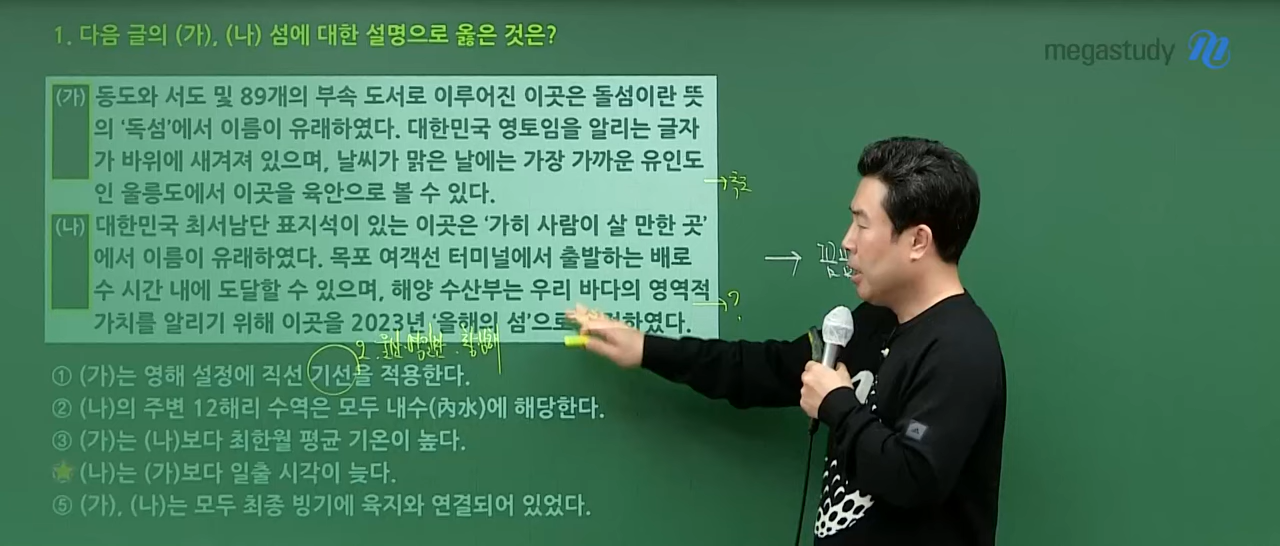 1. 다음 글의 (가), (나) 섬에 대한 설명으로 옳은 것은?
megastudy
(가) 동도와 서도 및 89개의 부속 도서로 이루어진 이곳은 돌섬이란 뜻
의 ‘독섬’에서 이름이 유래하였다. 대한민국 영토임을 알리는 글자
가 바위에 새겨져 있으며, 날씨가 맑은 날에는 가장 가까운 유인도
인 울릉도에서 이곳을 육안으로 볼 수 있다.
(나) 대한민국 최서남단 표지석이 있는 이곳은 ‘가히 사람이 살 만한 곳’
에서 이름이 유래하였다. 목포 여객선 터미널에서 출발하는 배로
수 시간 내에 도달할 수 있으며, 해양 수산부는 우리 바다의 영역적
→ ?
가치를 알리기 위해 이곳을 2023년 ‘올해의 섬’으로 하였다.
① (가)는 영해 설정에 직선 기선을 적용한다.
② (나)의 주변 12해리 수역은 모두 내수(內水)에 해당한다.
③ (가)는 (나)보다 최한월 평균 기온이 높다.
(나)는 (가)보다 일출 시각이 늦다.
⑤ (가), (나)는 모두 최종 빙기에 육지와 연결되어 있었다.